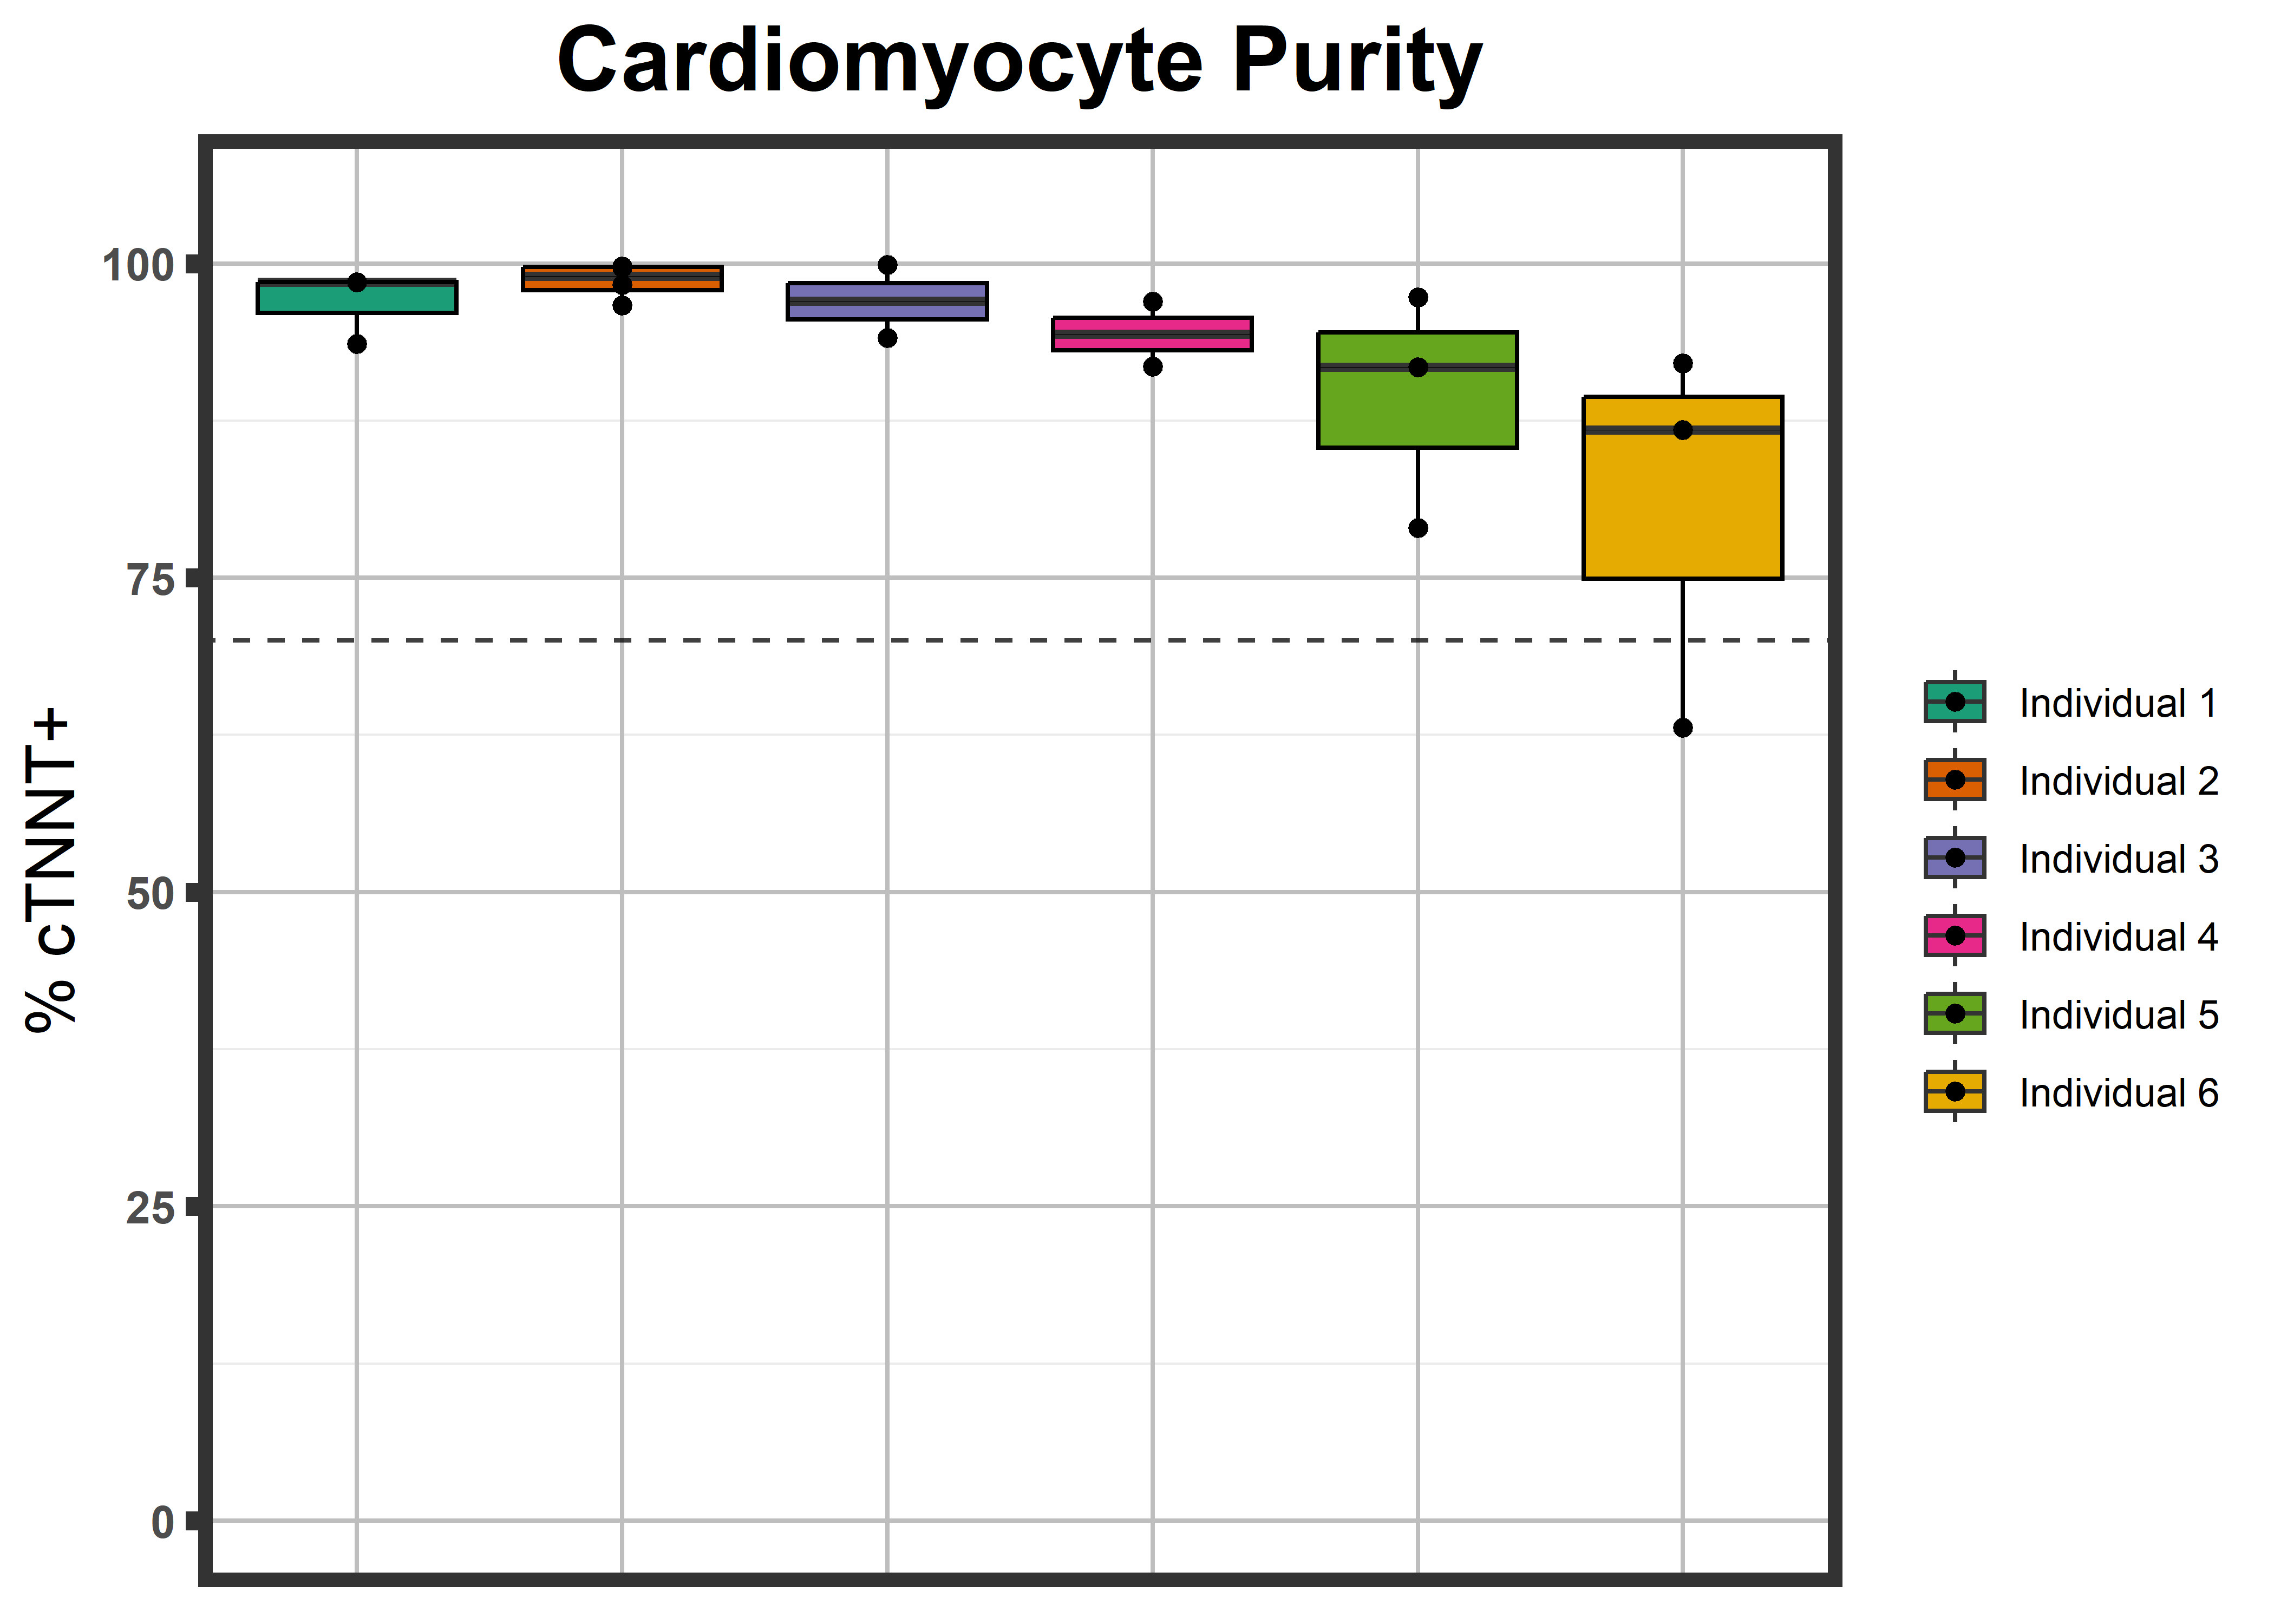 Cardiomyocyte Purity
% cTNNT+
100
75
50
25
0
Individual 1
Individual 2
Individual 3
Individual 4
Individual 5
Individual 6